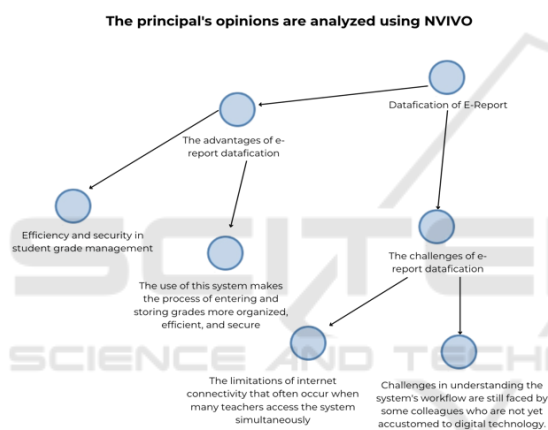 The principal's opinions are analyzed using NVIVO
Datafication of E-Report
The advantages of e-
report datafication
Efficiency and security in
student grade management
The use of this system makes
the process of entering and
storing grades more organized,
efficient, and secure
The challenges of e-
report datafication
The limitations of internet
connectivity that often occur when
many teachers access the system
simultaneously
Challenges in understanding the
system's workflow are still faced by
some colleagues who are not yet
accustomed to digital technology.
SCITE
SCIENCE AND TECH